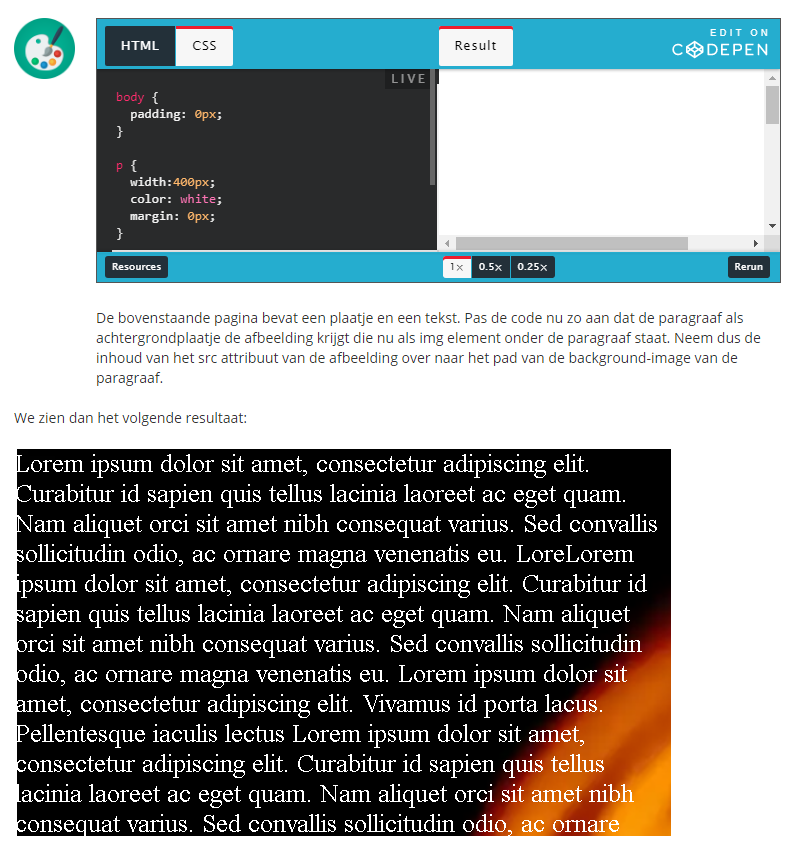 HTML CSS Result EDIT ON
CODEPEN
LIVE
body {
padding: 0px;
}
p {
width:400px;
color: white;
margin: 0px;
}
Resources 1x 0.5x 0.25x Rerun
De bovenstaande pagina bevat een plaatje en een tekst. Pas de code nu zo aan dat de paragraaf als
achtergrondplaatje de afbeelding krijgt die nu als img element onder de paragraaf staat. Neem dus de
inhoud van het src attribuut van de afbeelding over naar het pad van de background-image van de
paragraaf.
We zien dan het volgende resultaat:
Lorem ipsum dolor sit amet, consectetur adipiscing elit.
Curabitur id sapien quis tellus lacinia laoreet ac eget quam.
Nam aliquet orci sit amet nibh consequat varius. Sed convallis
sollicitudin odio, ac ornare magna venenatis eu. LoreLorem
ipsum dolor sit amet, consectetur adipiscing elit. Curabitur id
sapien quis tellus lacinia laoreet ac eget quam. Nam aliquet
orci sit amet nibh consequat varius. Sed convallis sollicitudin
odio, ac ornare magna venenatis eu. Lorem ipsum dolor sit
amet, consectetur adipiscing elit. Vivamus id porta lacus.
Pellentesque iaculis lectus Lorem ipsum dolor sit amet,
consectetur adipiscing elit. Curabitur id sapien quis tellus
lacinia laoreet ac eget quam. Nam aliquet orci sit amet nibh
consequat varius. Sed convallis sollicitudin odio, ac ornare